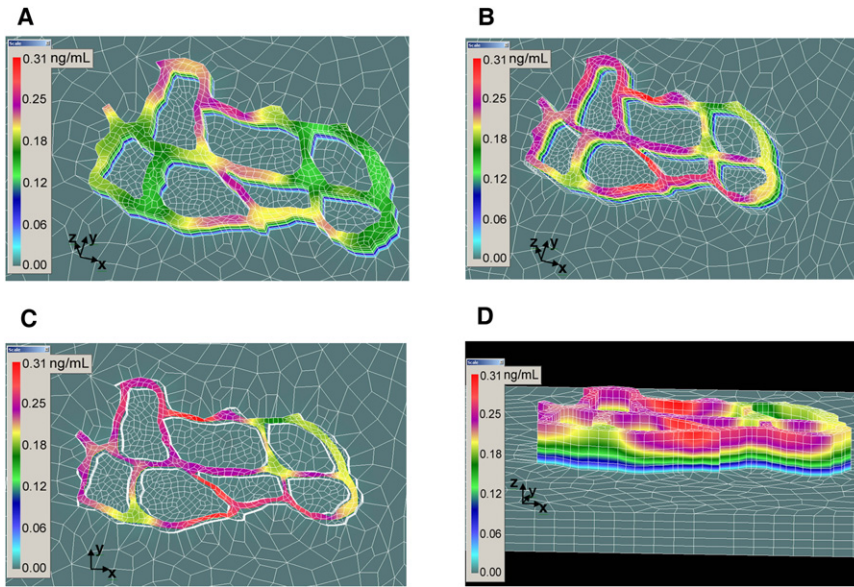 A
Scale
0.31 ng/mL
0.25
0.18
0.12
0.06
0.00
z y
x
B
Scale
0.31 ng/mL
0.25
0.18
0.12
0.06
0.00
z y
x
C
Scale
0.31 ng/mL
0.25
0.18
0.12
0.06
0.00
y
x
D
Scale
0.31 ng/mL
0.25
0.18
0.12
0.06
0.00
z
y
x